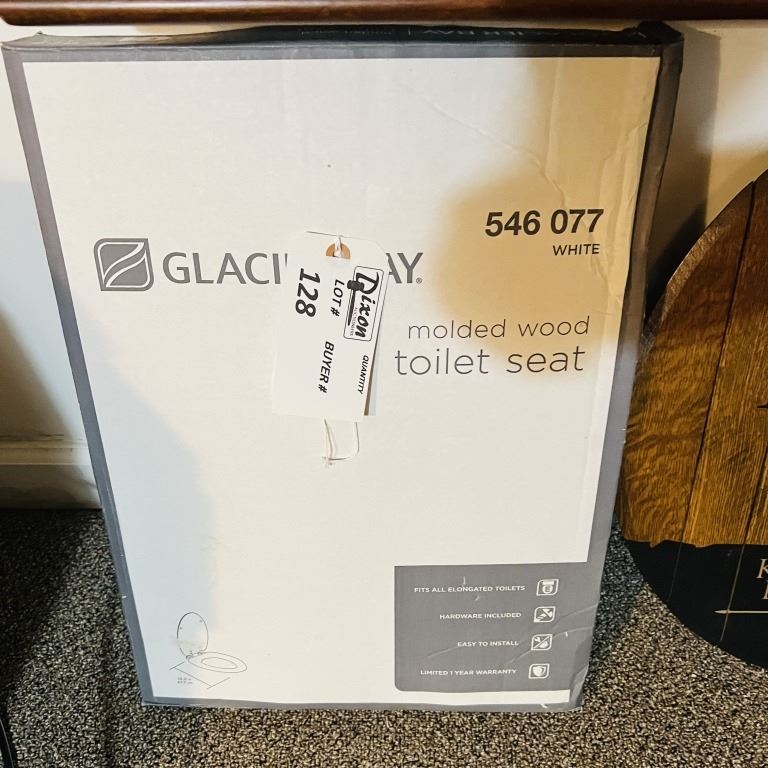 546 077
WHITE
GLACI AY®
molded wood
toilet seat
Dixon
LOT #
128
QUANTITY
BUYER #
FITS ALL ELONGATED TOILETS
HARDWARE INCLUDED
EASY TO INSTALL
LIMITED 1 YEAR WARRANTY